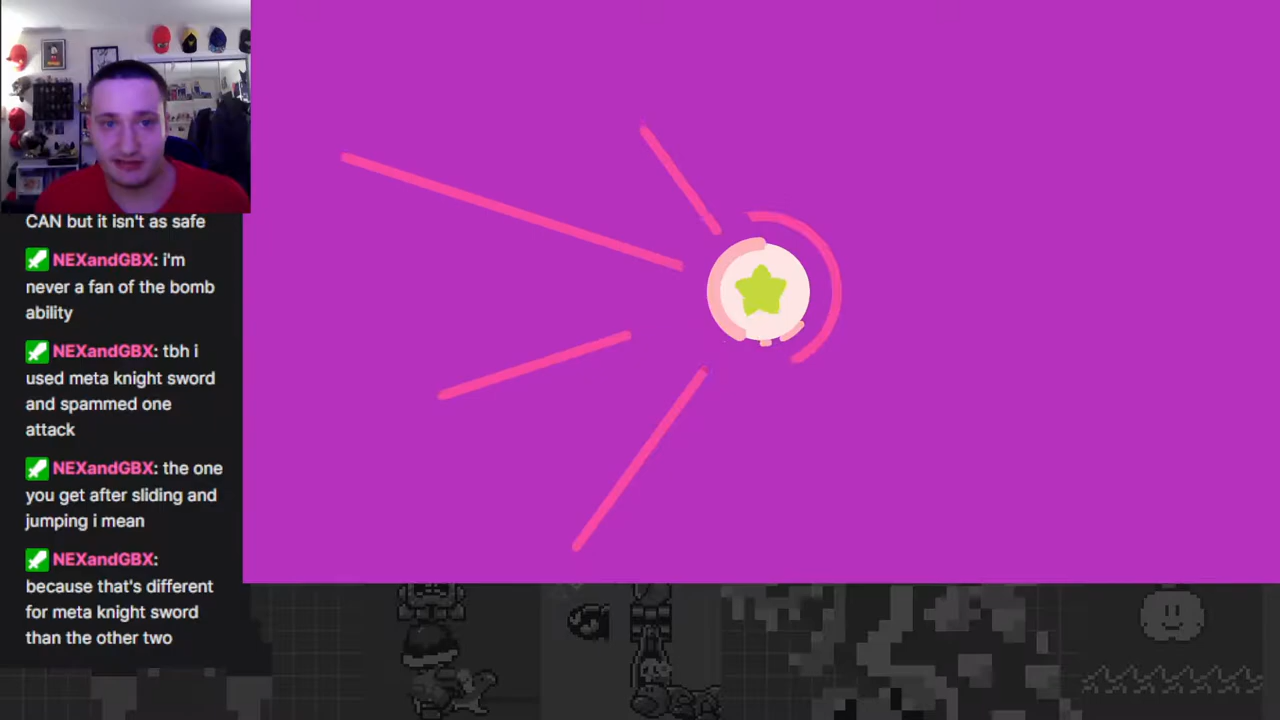 CAN but it isn't as safe
NEXandGBX: i'm
never a fan of the bomb
ability
NEXandGBX: tbh i
used meta knight sword
and spammed one
attack
NEXandGBX: the one
you get after sliding and
jumping i mean
NEXandGBX:
because that's different
for meta knight sword
than the other two